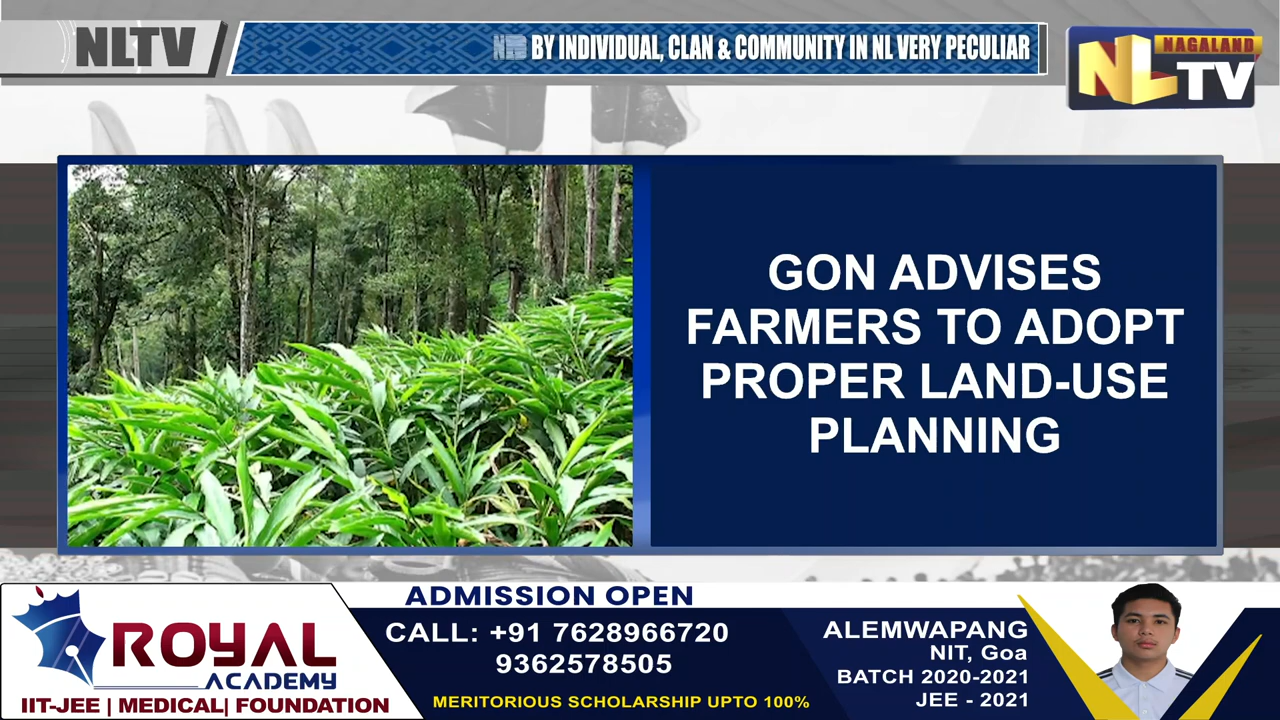 NLTV
BY INDIVIDUAL, CLAN & COMMUNITY IN NL VERY PECULIAR
NAGALAND
NL TV
GON ADVISES
FARMERS TO ADOPT
PROPER LAND-USE
PLANNING
ROYAL
ACADEMY
IIT-JEE | MEDICAL| FOUNDATION
ADMISSION OPEN
CALL: +91 7628966720
9362578505
MERITORIOUS SCHOLARSHIP UPTO 100%
ALEMWAPANG
NIT, Goa
BATCH 2020-2021
JEE - 2021